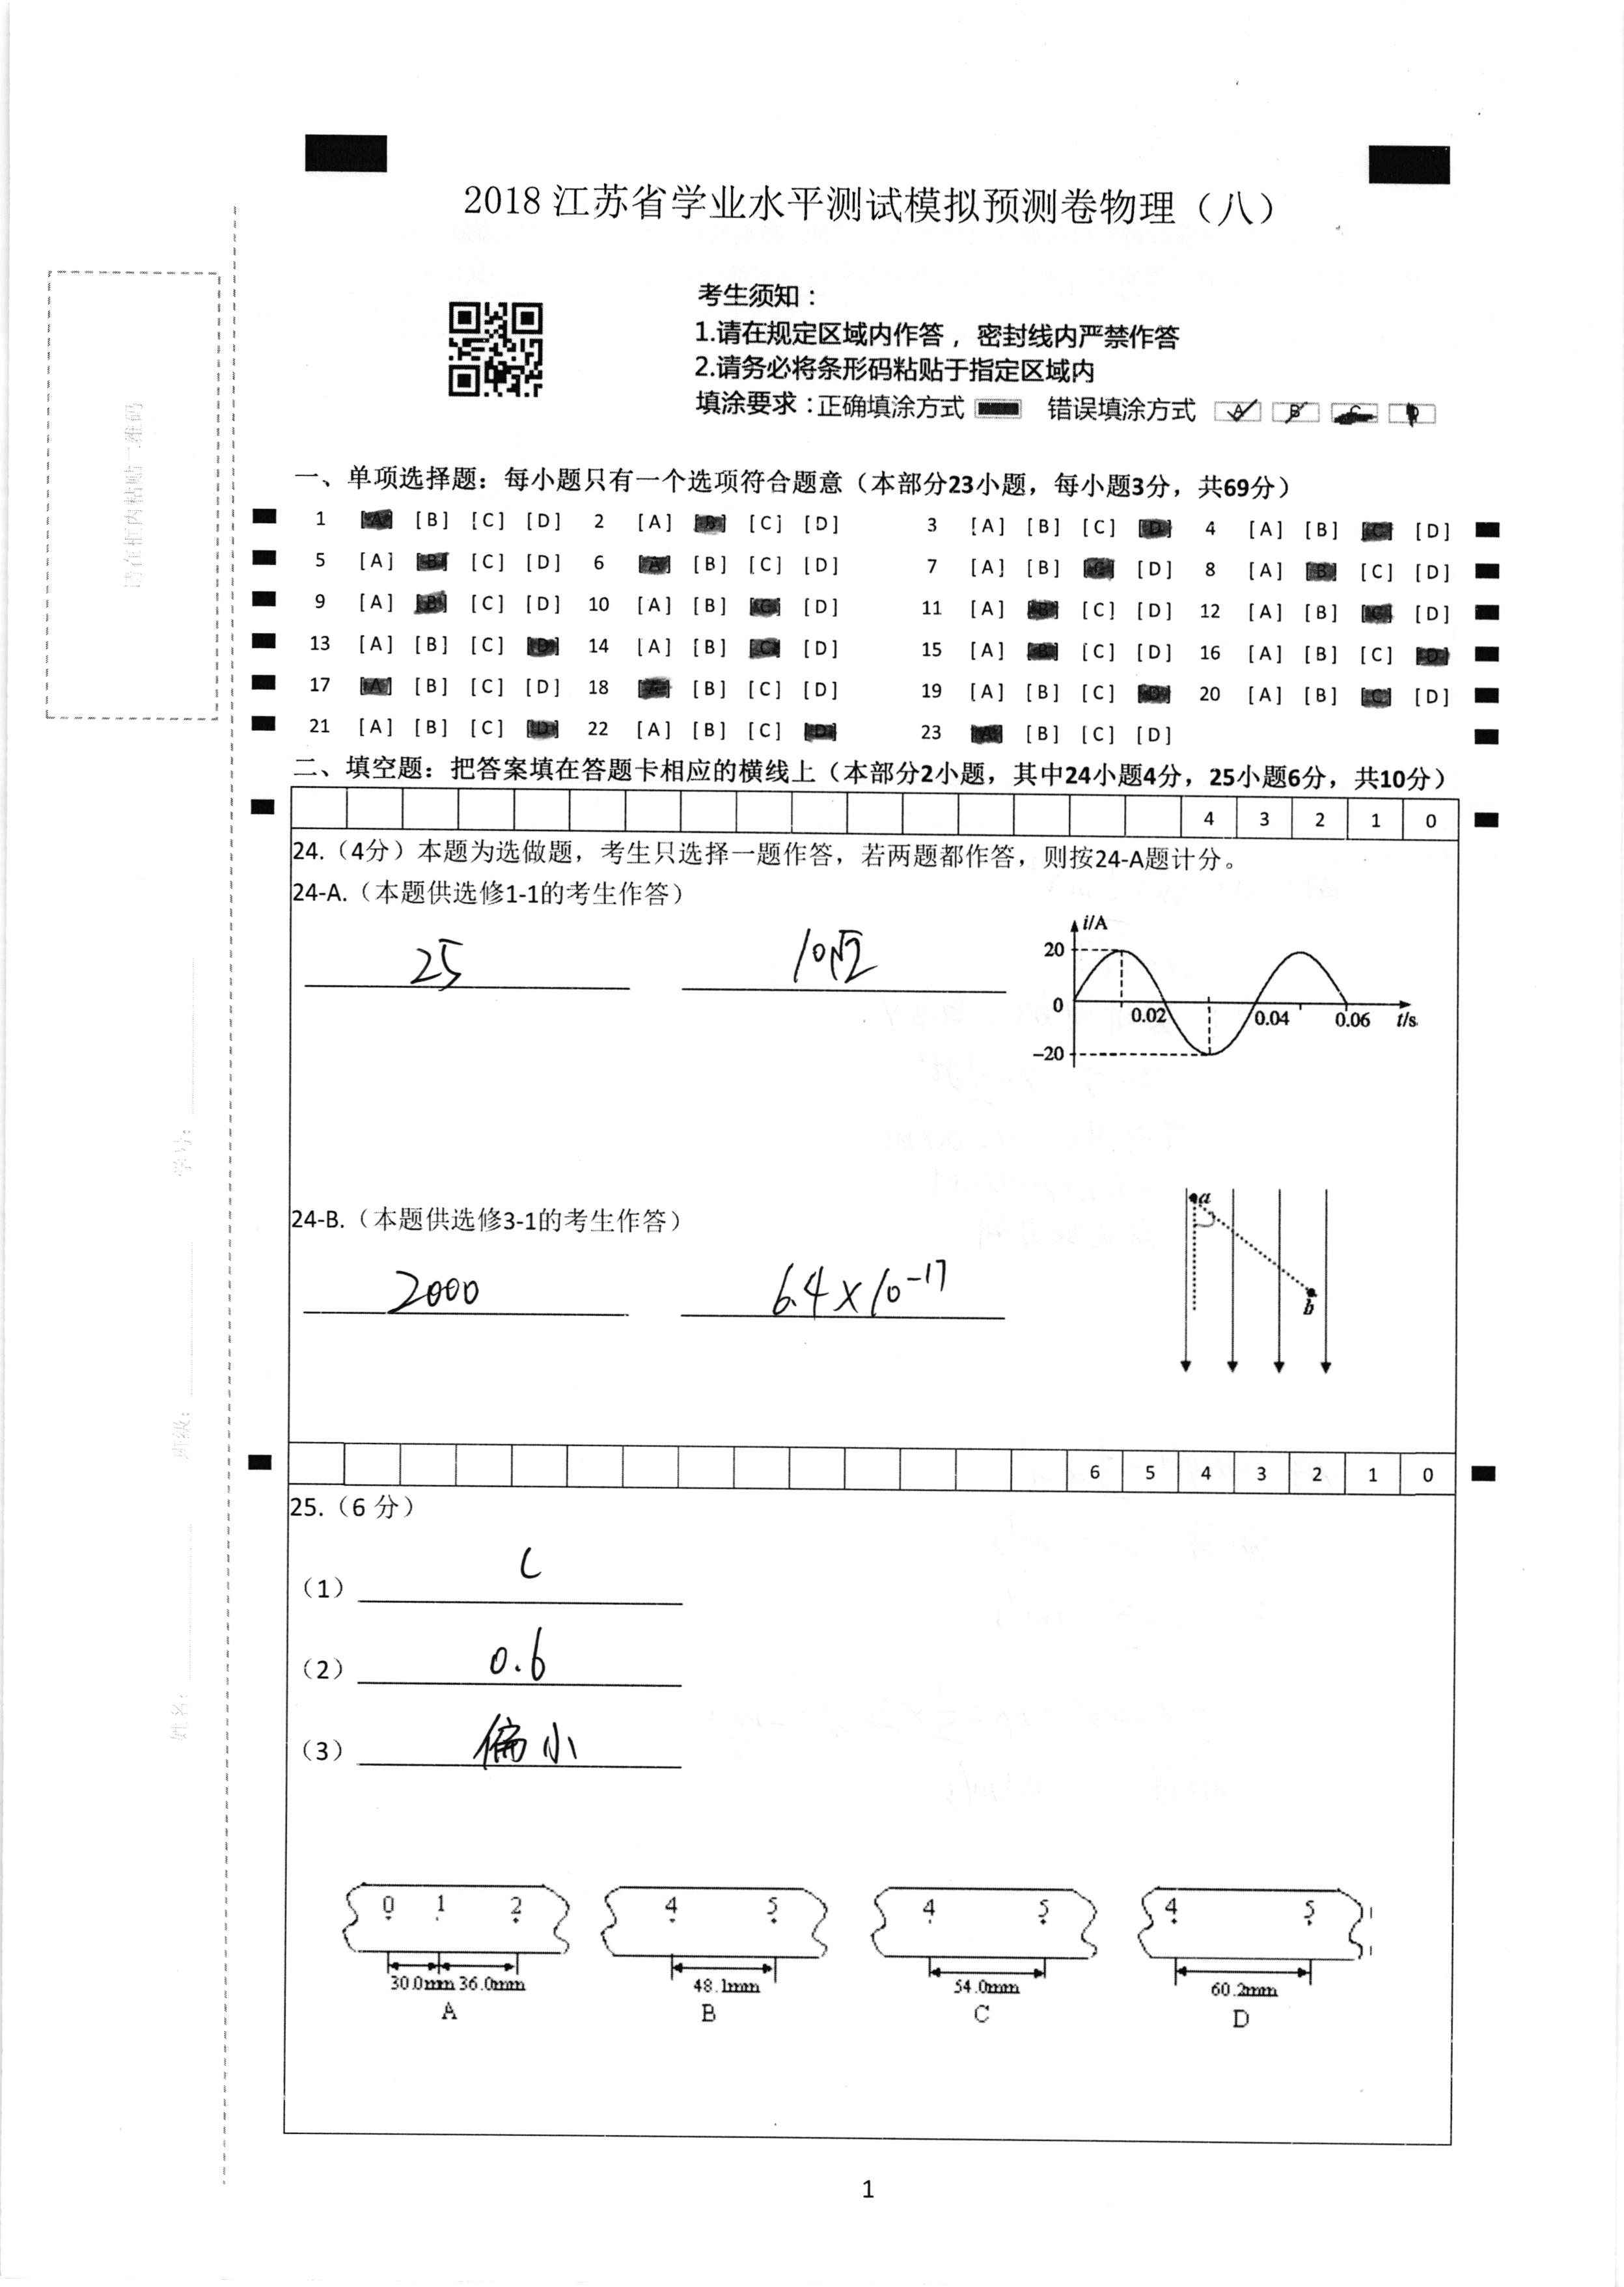 2018江苏省学业水平测试模拟预测卷物理（八）
请在框内粘贴二维码
考生须知：
1.请在规定区域内作答，密封线内严禁作答
2.请务必将条形码粘贴于指定区域内
填涂要求：正确填涂方式 错误填涂方式 A B C D
一、单项选择题：每小题只有一个选项符合题意（本部分23小题，每小题3分，共69分）
1 [A] [B] [C] [D] 2 [A] [B] [C] [D] 3 [A] [B] [C] [D] 4 [A] [B] [C] [D]
5 [A] [B] [C] [D] 6 [A] [B] [C] [D] 7 [A] [B] [C] [D] 8 [A] [B] [C] [D]
9 [A] [B] [C] [D] 10 [A] [B] [C] [D] 11 [A] [B] [C] [D] 12 [A] [B] [C] [D]
13 [A] [B] [C] [D] 14 [A] [B] [C] [D] 15 [A] [B] [C] [D] 16 [A] [B] [C] [D]
17 [A] [B] [C] [D] 18 [A] [B] [C] [D] 19 [A] [B] [C] [D] 20 [A] [B] [C] [D]
21 [A] [B] [C] [D] 22 [A] [B] [C] [D] 23 [A] [B] [C] [D]
二、填空题：把答案填在答题卡相应的横线上（本部分2小题，其中24小题4分，25小题6分，共10分）
4 3 2 1 0
24.（4分）本题为选做题，考生只选择一题作答，若两题都作答，则按24-A题计分。
24-A.（本题供选修1-1的考生作答）
25 10√2
i/A
20
0 0.02 0.04 0.06 t/s
-20
学号：
24-B.（本题供选修3-1的考生作答）
2000 6.4×10⁻¹⁷
a
b
班级：
6 5 4 3 2 1 0
25.（6 分）
（1） C
（2） 0.6
（3） 偏小
姓名：
0 1 2 4 5 4 5 4 5
30.0mm 36.0mm 48.1mm 54.0mm 60.2mm
A B C D
1